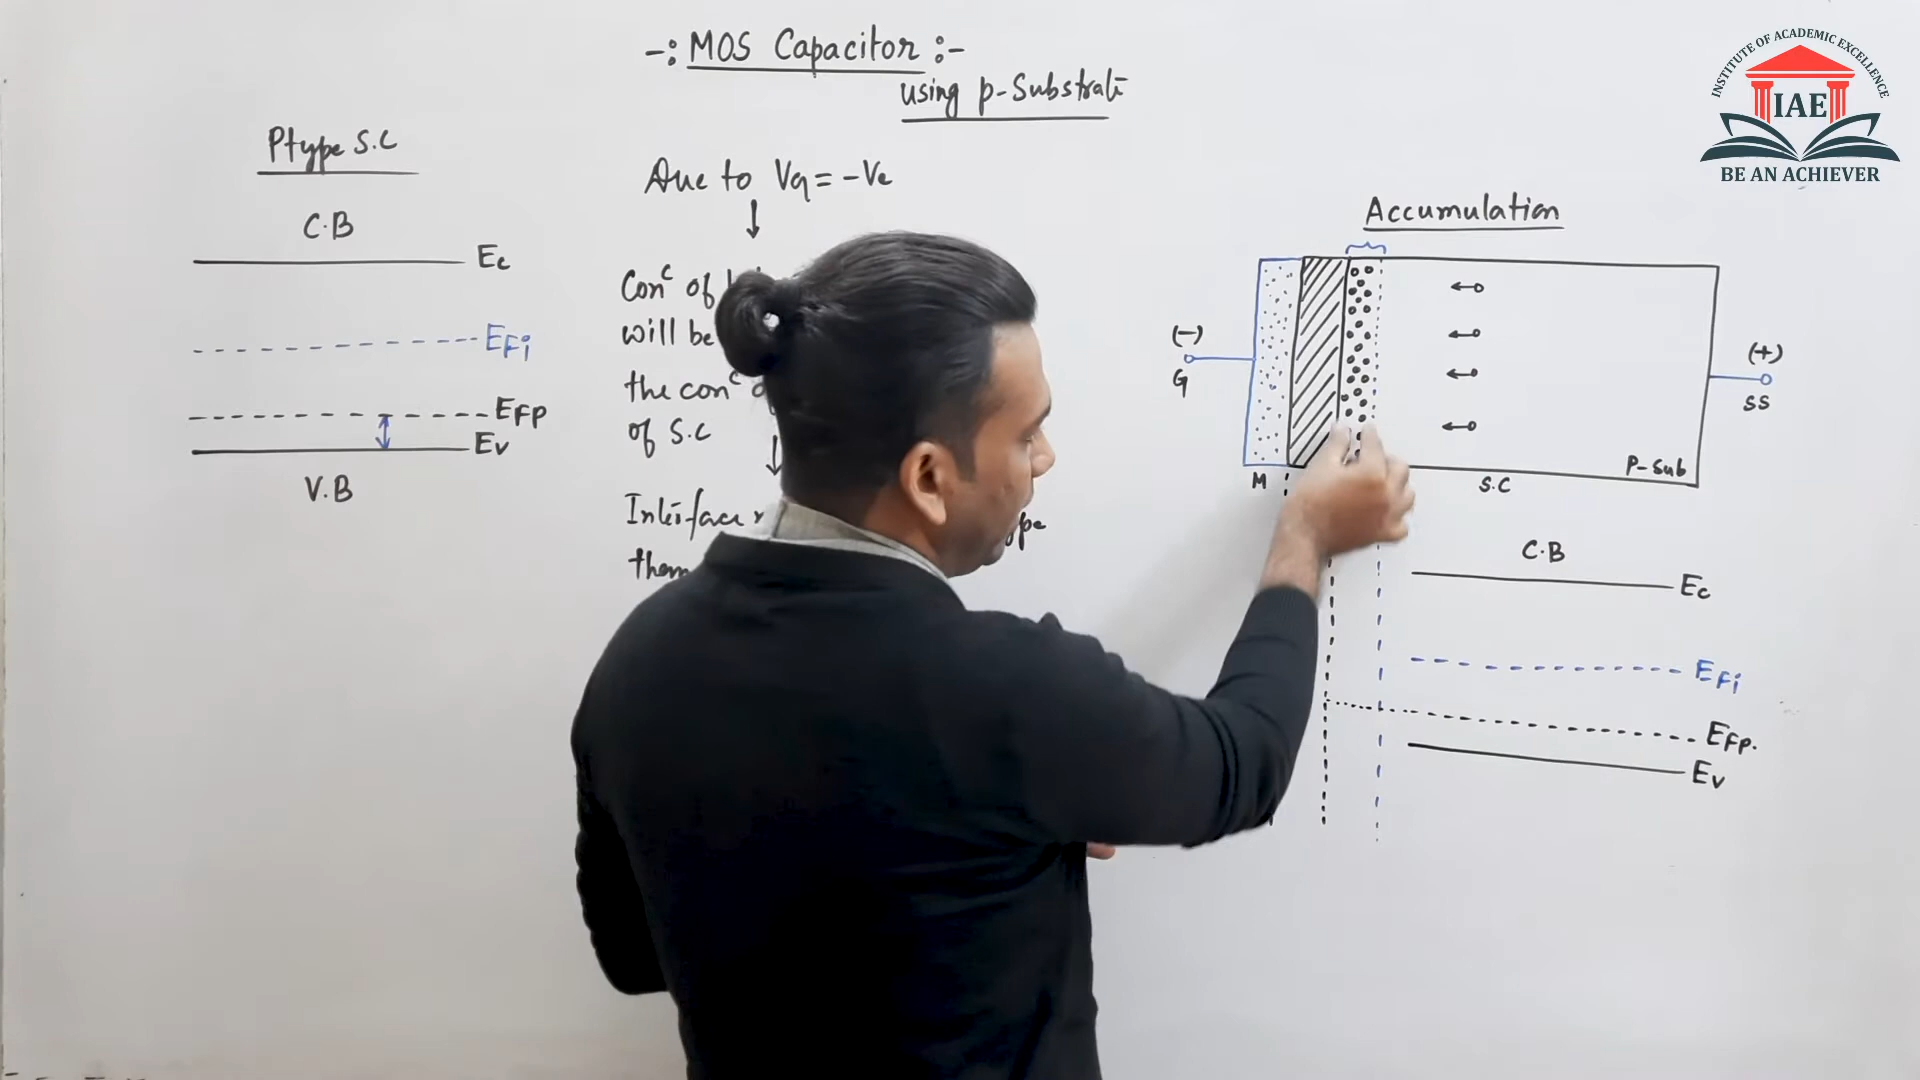 -: MOS Capacitor :-
using p-Substrate
INSTITUTE OF ACADEMIC EXCELLENCE
IAE
BE AN ACHIEVER
Ptype S.C
C.B
Ec
EFi
EFp
Ev
V.B
Due to VG = -Ve
↓
Conc of
will be
the conc
of S.C
↓
Interface
them
Accumulation
(-)
G
(+)
SS
M
S.C
P-Sub
C.B
Ec
EFi
EFp.
Ev